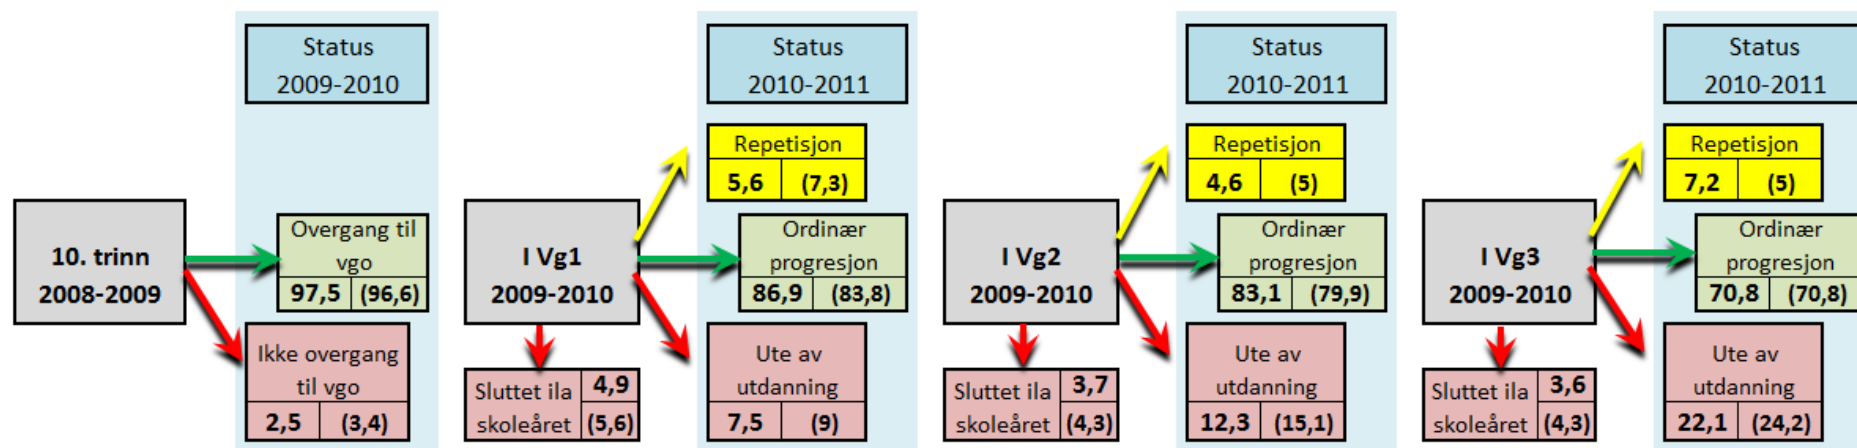 10. trinn
2008-2009
Status
2009-2010
Overgang til
vgo
97,5 (96,6)
Ikke overgang
til vgo
2,5 (3,4)
I Vg1
2009-2010
Sluttet ila
skoleåret
4,9
(5,6)
Status
2010-2011
Repetisjon
5,6 (7,3)
Ordinær
progresjon
86,9 (83,8)
Ute av
utdanning
7,5 (9)
I Vg2
2009-2010
Sluttet ila
skoleåret
3,7
(4,3)
Status
2010-2011
Repetisjon
4,6 (5)
Ordinær
progresjon
83,1 (79,9)
Ute av
utdanning
12,3 (15,1)
I Vg3
2009-2010
Sluttet ila
skoleåret
3,6
(4,3)
Status
2010-2011
Repetisjon
7,2 (5)
Ordinær
progresjon
70,8 (70,8)
Ute av
utdanning
22,1 (24,2)